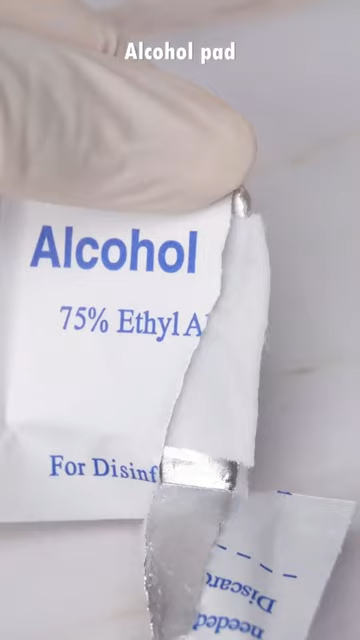 Alcohol pad
Alcohol
75% Ethyl A
For Disinf
Discard
needed